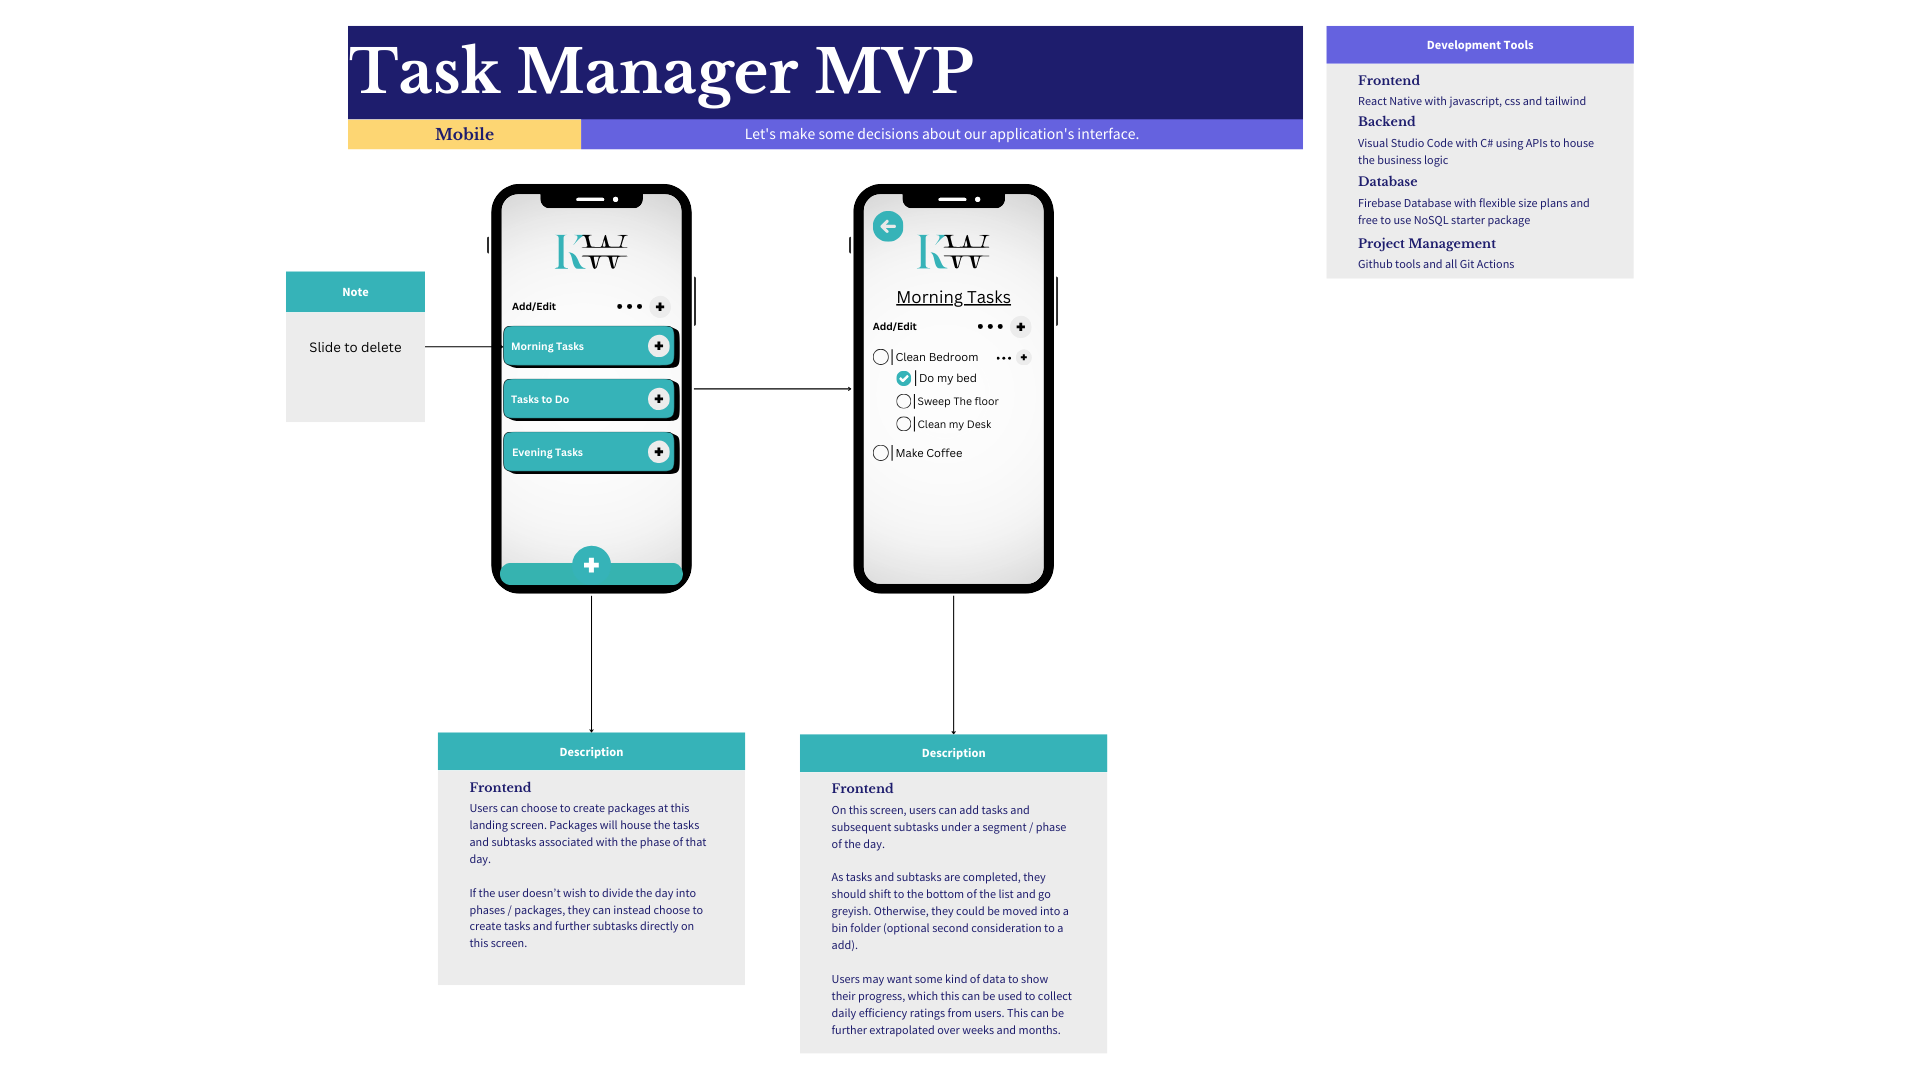 Task Manager MVP
Mobile
Let's make some decisions about our application's interface.
Development Tools
Frontend
React Native with javascript, css and tailwind
Backend
Visual Studio Code with C# using APIs to house
the business logic
Database
Firebase Database with flexible size plans and
free to use NoSQL starter package
Project Management
Github tools and all Git Actions
Note
Slide to delete
KW
Add/Edit
Morning Tasks
Tasks to Do
Evening Tasks
KW
Morning Tasks
Add/Edit
Clean Bedroom
Do my bed
Sweep The floor
Clean my Desk
Make Coffee
Description
Frontend
Users can choose to create packages at this
landing screen. Packages will house the tasks
and subtasks associated with the phase of that
day.
If the user doesn't wish to divide the day into
phases / packages, they can instead choose to
create tasks and further subtasks directly on
this screen.
Description
Frontend
On this screen, users can add tasks and
subsequent subtasks under a segment / phase
of the day.
As tasks and subtasks are completed, they
should shift to the bottom of the list and go
greyish. Otherwise, they could be moved into a
bin folder (optional second consideration to a
add).
Users may want some kind of data to show
their progress, which this can be used to collect
daily efficiency ratings from users. This can be
further extrapolated over weeks and months.